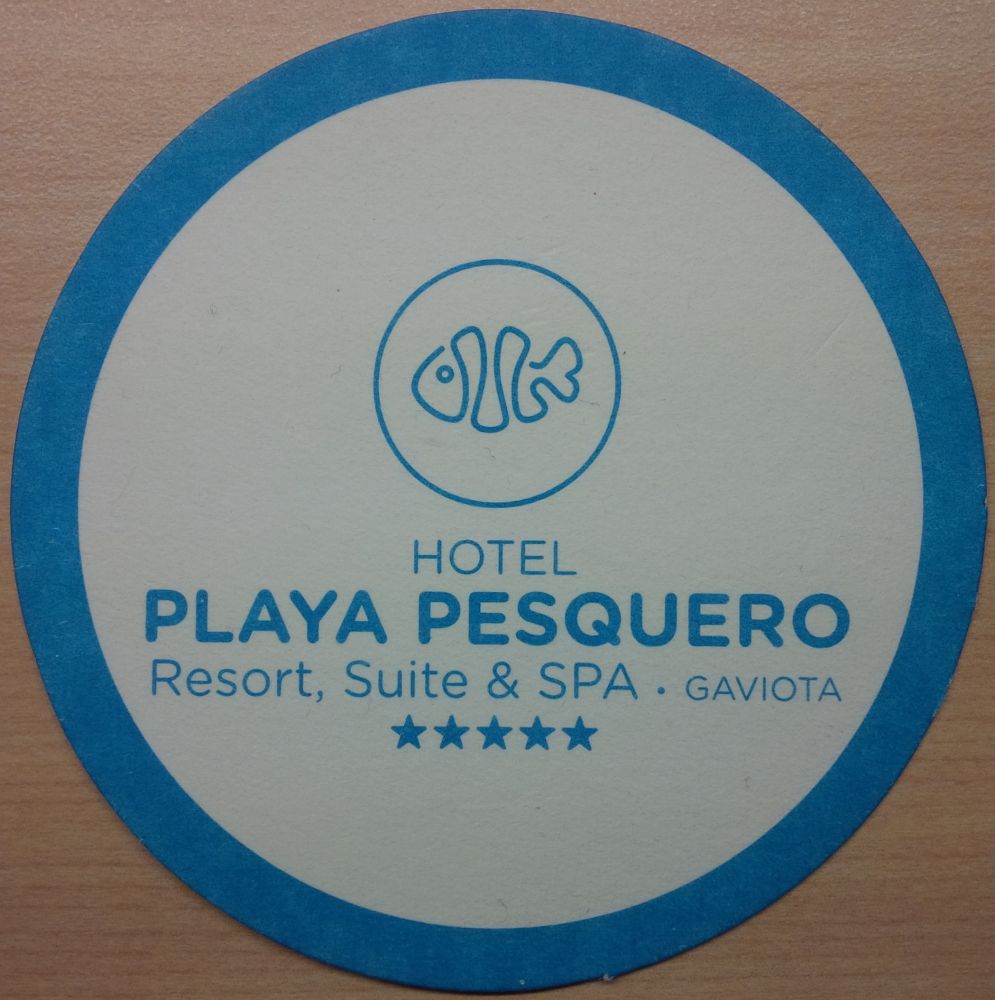 HOTEL
PLAYA PESQUERO
Resort, Suite & SPA · GAVIOTA
★★★★★